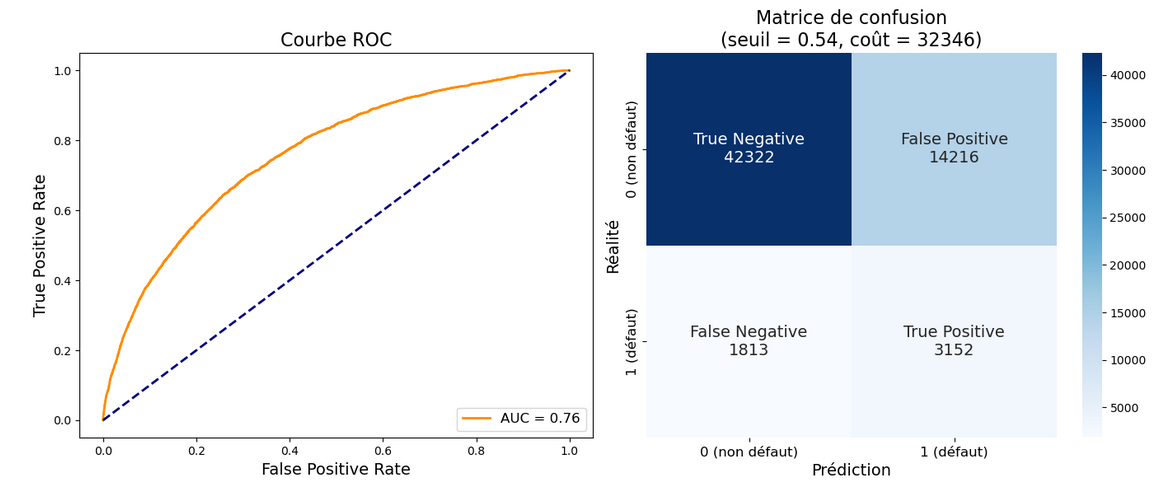 Courbe ROC
True Positive Rate
1.0
0.8
0.6
0.4
0.2
0.0
AUC = 0.76
0.0 0.2 0.4 0.6 0.8 1.0
False Positive Rate
Matrice de confusion
(seuil = 0.54, coût = 32346)
Réalité
0 (non défaut)
1 (défaut)
True Negative
42322
False Positive
14216
False Negative
1813
True Positive
3152
0 (non défaut) 1 (défaut)
Prédiction
40000
35000
30000
25000
20000
15000
10000
5000